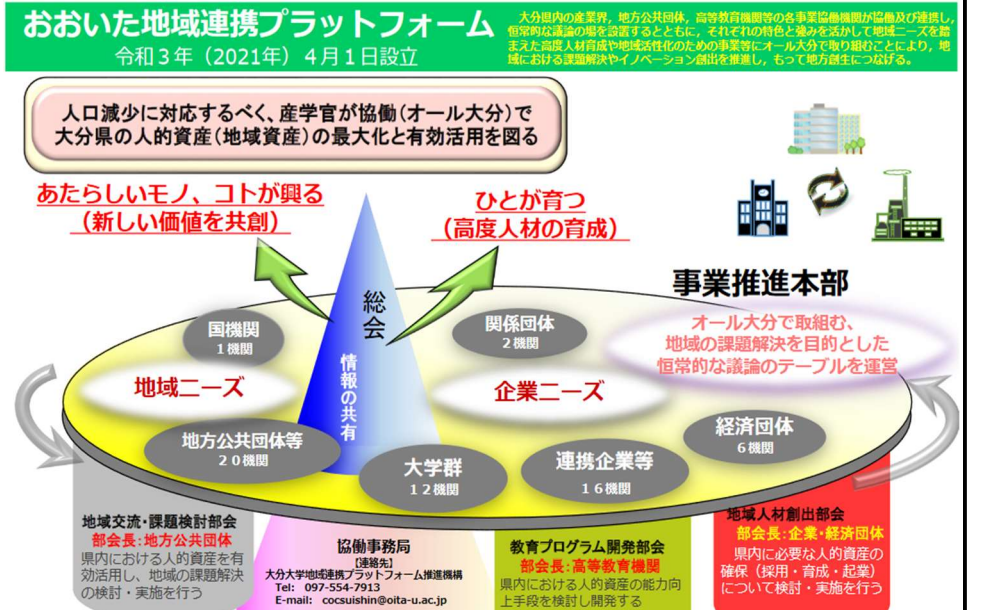 おおいた地域連携プラットフォーム
令和３年（2021年）４月１日設立
大分県内の産業界，地方公共団体，高等教育機関等の各事業協働機関が協働及び連携し，
恒常的な議論の場を設置するとともに，それぞれの特色と強みを活かして地域ニーズを踏
まえた高度人材育成や地域活性化のための事業等にオール大分で取り組むことにより，地
域における課題解決やイノベーション創出を推進し，もって地方創生につなげる。
人口減少に対応するべく、産学官が協働（オール大分）で
大分県の人的資産（地域資産）の最大化と有効活用を図る
あたらしいモノ、コトが興る
（新しい価値を共創）
ひとが育つ
（高度人材の育成）
事業推進本部
オール大分で取組む、
地域の課題解決を目的とした
恒常的な議論のテーブルを運営
総会
情報の共有
国機関
１機関
関係団体
２機関
地域ニーズ
企業ニーズ
地方公共団体等
２０機関
大学群
１２機関
連携企業等
１６機関
経済団体
６機関
地域交流・課題検討部会
部会長：地方公共団体
県内における人的資産を有
効活用し、地域の課題解決
の検討・実施を行う
協働事務局
【連絡先】
大分大学地域連携プラットフォーム推進機構
Tel: 097-554-7913
E-mail: cocsuishin@oita-u.ac.jp
教育プログラム開発部会
部会長：高等教育機関
県内における人的資産の能力向
上手段を検討し開発する
地域人材創出部会
部会長：企業・経済団体
県内に必要な人的資産の
確保（採用・育成・起業）
について検討・実施を行う